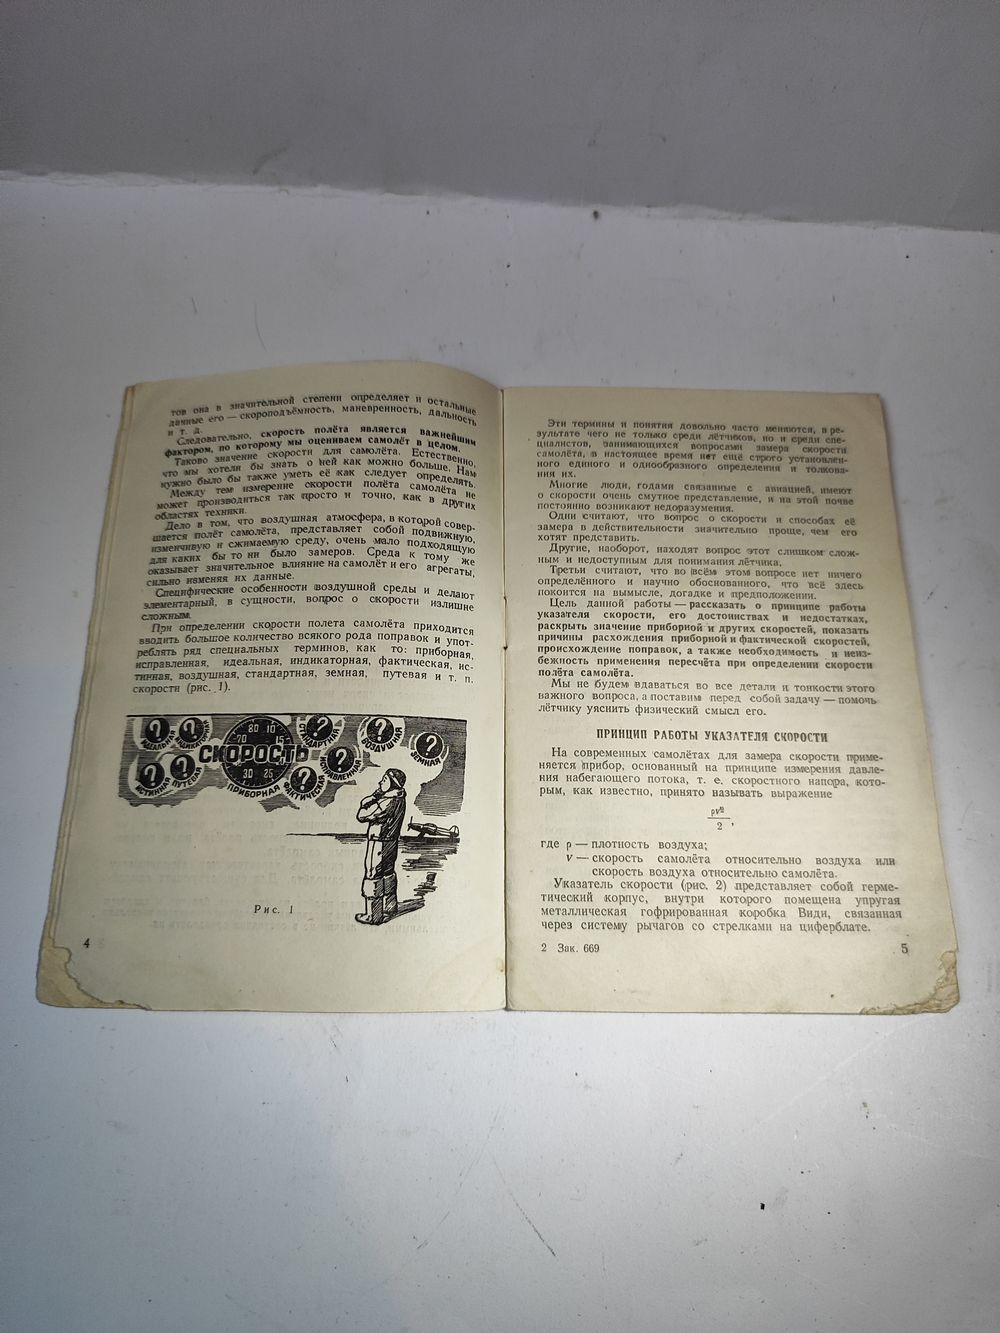 тов она в значительной степени определяет и остальные
данные его — скороподъёмность, маневренность, дальность
и т. д.
Следовательно, скорость полёта является важнейшим
фактором, по которому мы оцениваем самолёт в целом.
Таково значение скорости для самолёта. Естественно,
что мы хотели бы знать о ней как можно больше. Нам
нужно было бы также уметь её как следует определять.
Между тем измерение скорости полёта самолёта не
может производиться так просто и точно, как в других
областях техники.
Дело в том, что воздушная атмосфера, в которой совер-
шается полёт самолёта, представляет собой подвижную,
изменчивую и сжимаемую среду, очень мало подходящую
для каких бы то ни было замеров. Среда к тому же
оказывает значительное влияние на самолёт и его агрегаты,
сильно изменяя их данные.
Специфические особенности воздушной среды и делают
элементарный, в сущности, вопрос о скорости излишне
сложным.
При определении скорости полета самолёта приходится
вводить большое количество всякого рода поправок и упот-
реблять ряд специальных терминов, как то: приборная,
исправленная, идеальная, индикаторная, фактическая, ис-
тинная, воздушная, стандартная, земная, путевая и т. п.
скорости (рис. 1).
? ? ? ? ? ? ? ? ?
ИДЕАЛЬНАЯ
ИНДИКАТОРНАЯ
СТАНДАРТНАЯ
ВОЗДУШНАЯ
ЗЕМНАЯ
80 10
70 15
СКОРОСТЬ
30 25
ИСТИННАЯ
ПУТЕВАЯ
ПРИБОРНАЯ
ФАКТИЧЕСКАЯ
ИСПРАВЛЕННАЯ
Рис. 1
4
Эти термины и понятия довольно часто меняются, в ре-
зультате чего не только среди лётчиков, но и среди спе-
циалистов, занимающихся вопросами замера скорости
самолёта, в настоящее время нет ещё строго установлен-
ного единого и однообразного определения и толкова-
ния их.
Многие люди, годами связанные с авиацией, имеют
о скорости очень смутное представление, и на этой почве
постоянно возникают недоразумения.
Одни считают, что вопрос о скорости и способах её
замера в действительности значительно проще, чем его
хотят представить.
Другие, наоборот, находят вопрос этот слишком слож-
ным и недоступным для понимания лётчика.
Третьи считают, что во всём этом вопросе нет ничего
определённого и научно обоснованного, что всё здесь
покоится на вымысле, догадке и предположении.
Цель данной работы — рассказать о принципе работы
указателя скорости, его достоинствах и недостатках,
раскрыть значение приборной и других скоростей, показать
причины расхождения приборной и фактической скоростей,
происхождение поправок, а также необходимость и неиз-
бежность применения пересчёта при определении скорости
полёта самолёта.
Мы не будем вдаваться во все детали и тонкости этого
важного вопроса, а поставим перед собой задачу — помочь
лётчику уяснить физический смысл его.
ПРИНЦИП РАБОТЫ УКАЗАТЕЛЯ СКОРОСТИ
На современных самолётах для замера скорости приме-
няется прибор, основанный на принципе измерения давле-
ния набегающего потока, т. е. скоростного напора, кото-
рым, как известно, принято называть выражение
ρv²
2 ,
где ρ — плотность воздуха;
V — скорость самолёта относительно воздуха или
скорость воздуха относительно самолёта.
Указатель скорости (рис. 2) представляет собой герме-
тический корпус, внутри которого помещена упругая
металлическая гофрированная коробка Види, связанная
через систему рычагов со стрелками на циферблате.
2 Зак. 669
5